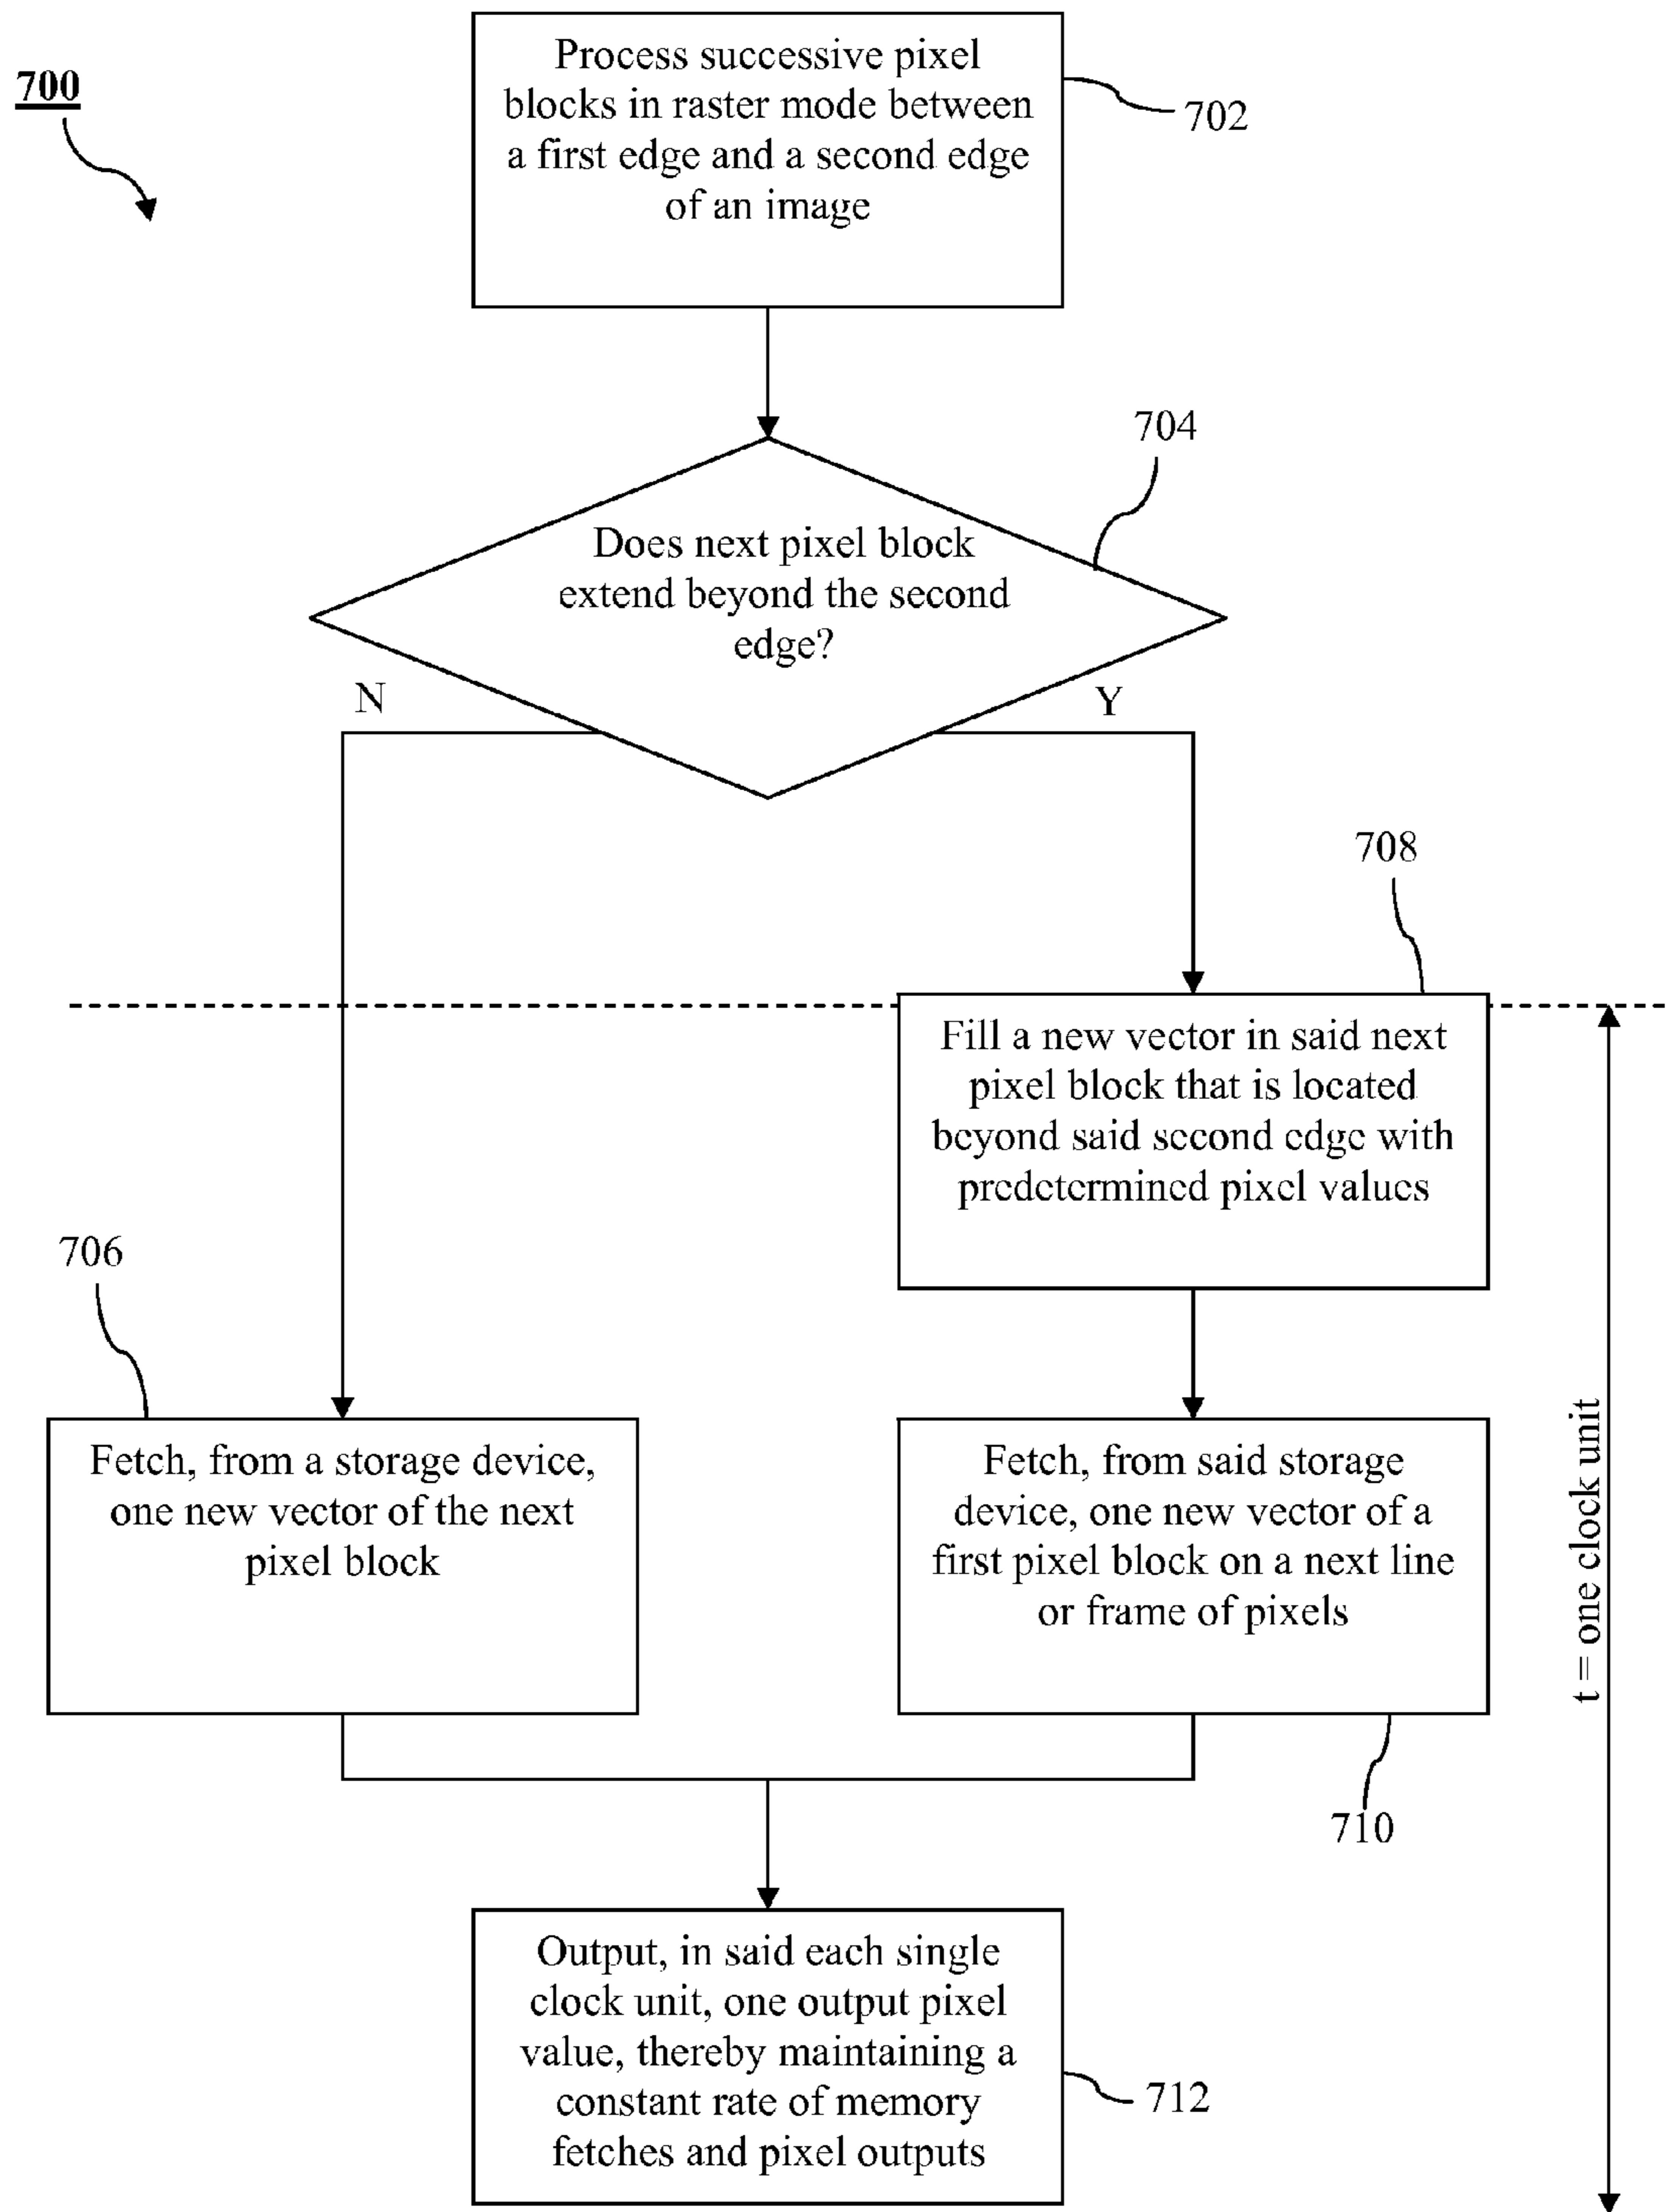 700
Process successive pixel
blocks in raster mode between
a first edge and a second edge
of an image
702
704
Does next pixel block
extend beyond the second
edge?
N
Y
708
Fill a new vector in said next
pixel block that is located
beyond said second edge with
predetermined pixel values
706
Fetch, from a storage device,
one new vector of the next
pixel block
Fetch, from said storage
device, one new vector of a
first pixel block on a next line
or frame of pixels
t = one clock unit
710
Output, in said each single
clock unit, one output pixel
value, thereby maintaining a
constant rate of memory
fetches and pixel outputs
712